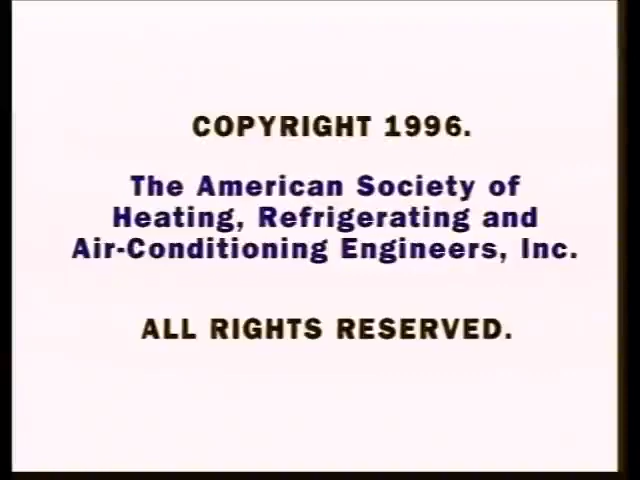 COPYRIGHT 1996.
The American Society of
Heating, Refrigerating and
Air-Conditioning Engineers, Inc.
ALL RIGHTS RESERVED.